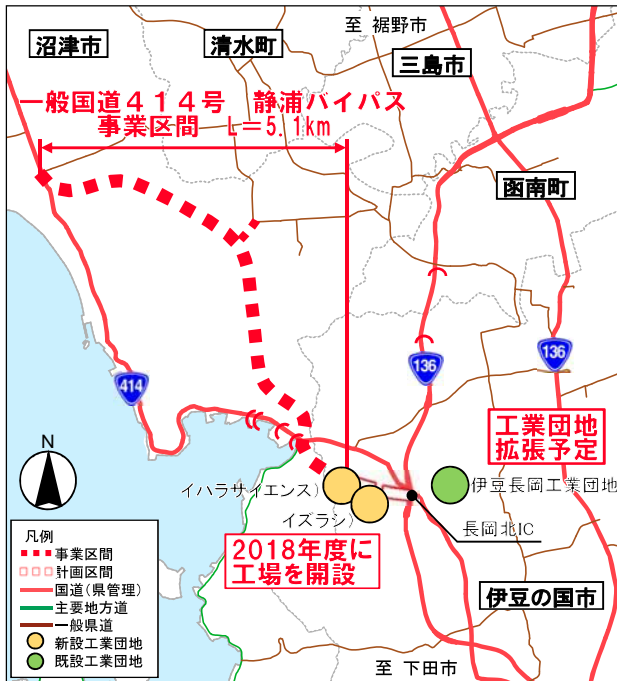 至 裾野市
沼津市
清水町
三島市
一般国道414号 静浦バイパス
事業区間 L=5.1km
函南町
136
136
414
工業団地
拡張予定
N
イハラサイエンス)
伊豆長岡工業団地
イズラシ)
長岡北IC
2018年度に
工場を開設
伊豆の国市
至 下田市
凡例
事業区間
計画区間
国道(県管理)
主要地方道
一般県道
新設工業団地
既設工業団地